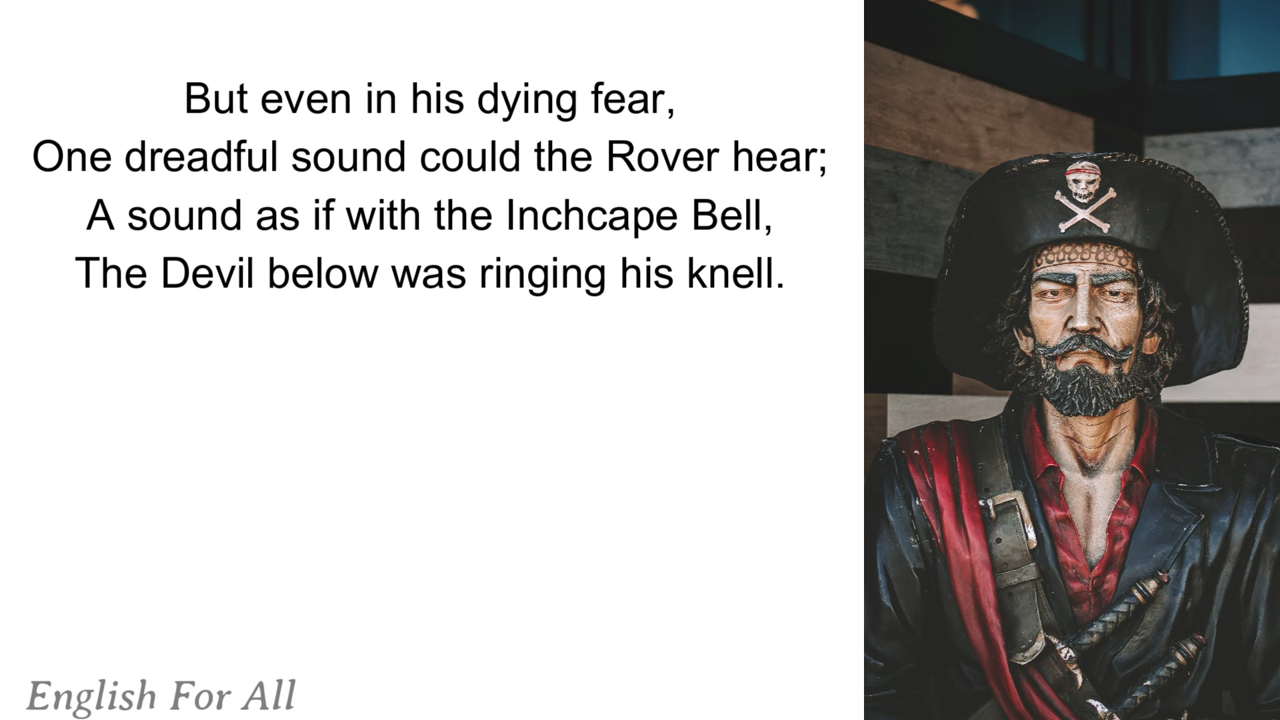 But even in his dying fear,
One dreadful sound could the Rover hear;
A sound as if with the Inchcape Bell,
The Devil below was ringing his knell.
English For All